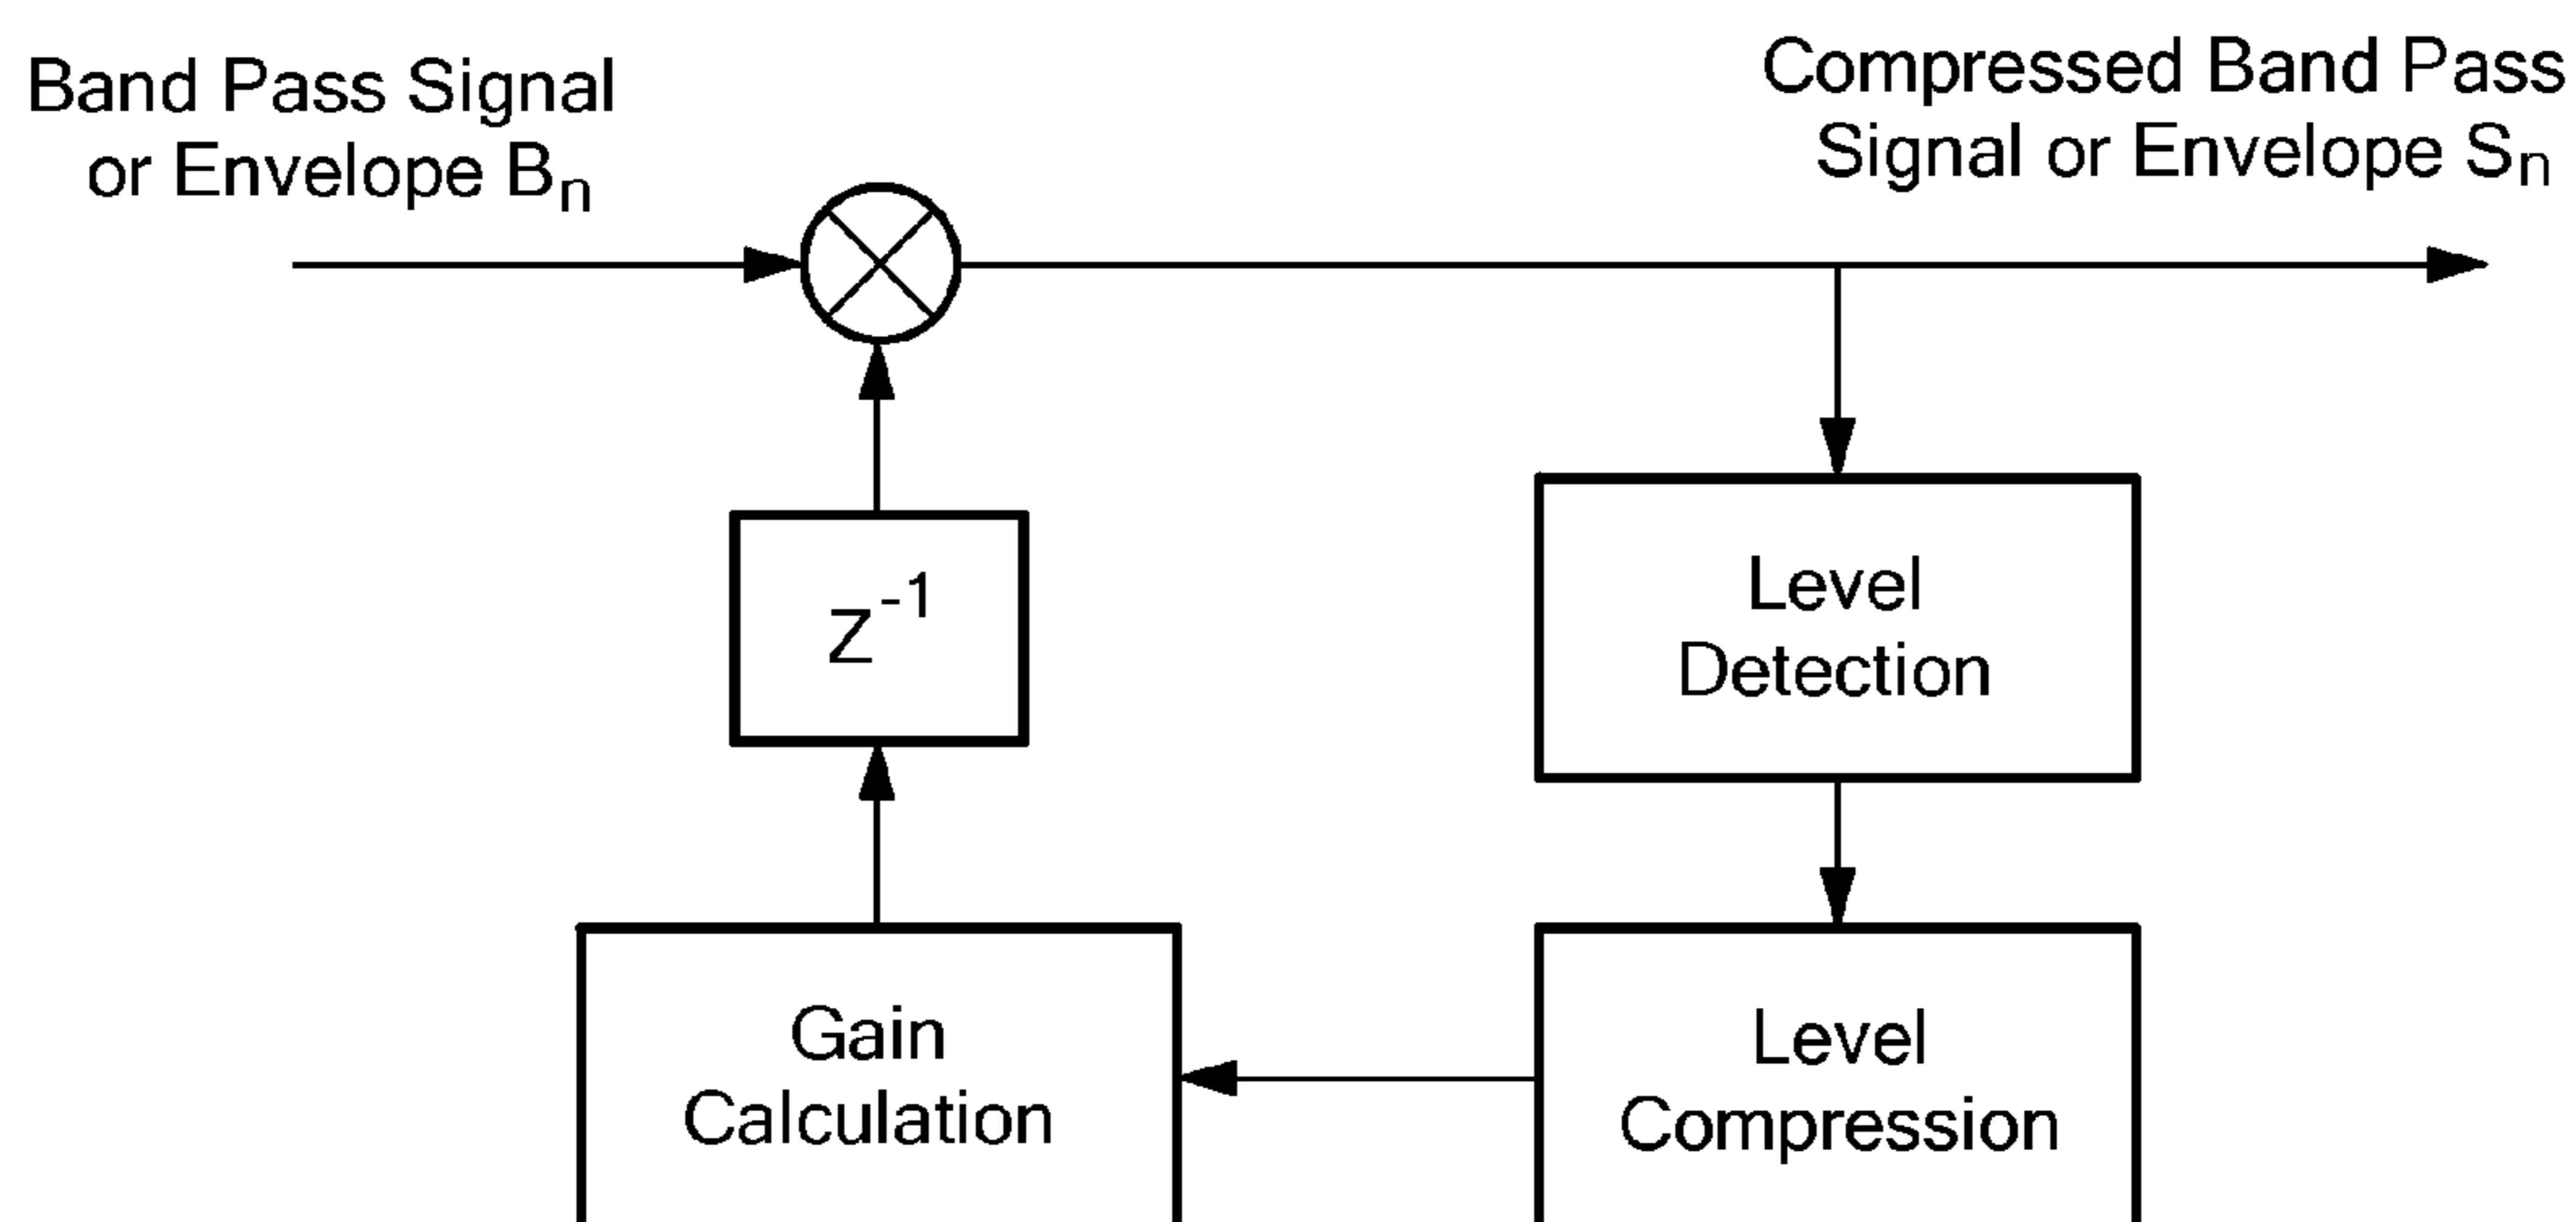 Band Pass Signal
or Envelope Bn
Compressed Band Pass
Signal or Envelope Sn
Z-1
Level
Detection
Gain
Calculation
Level
Compression